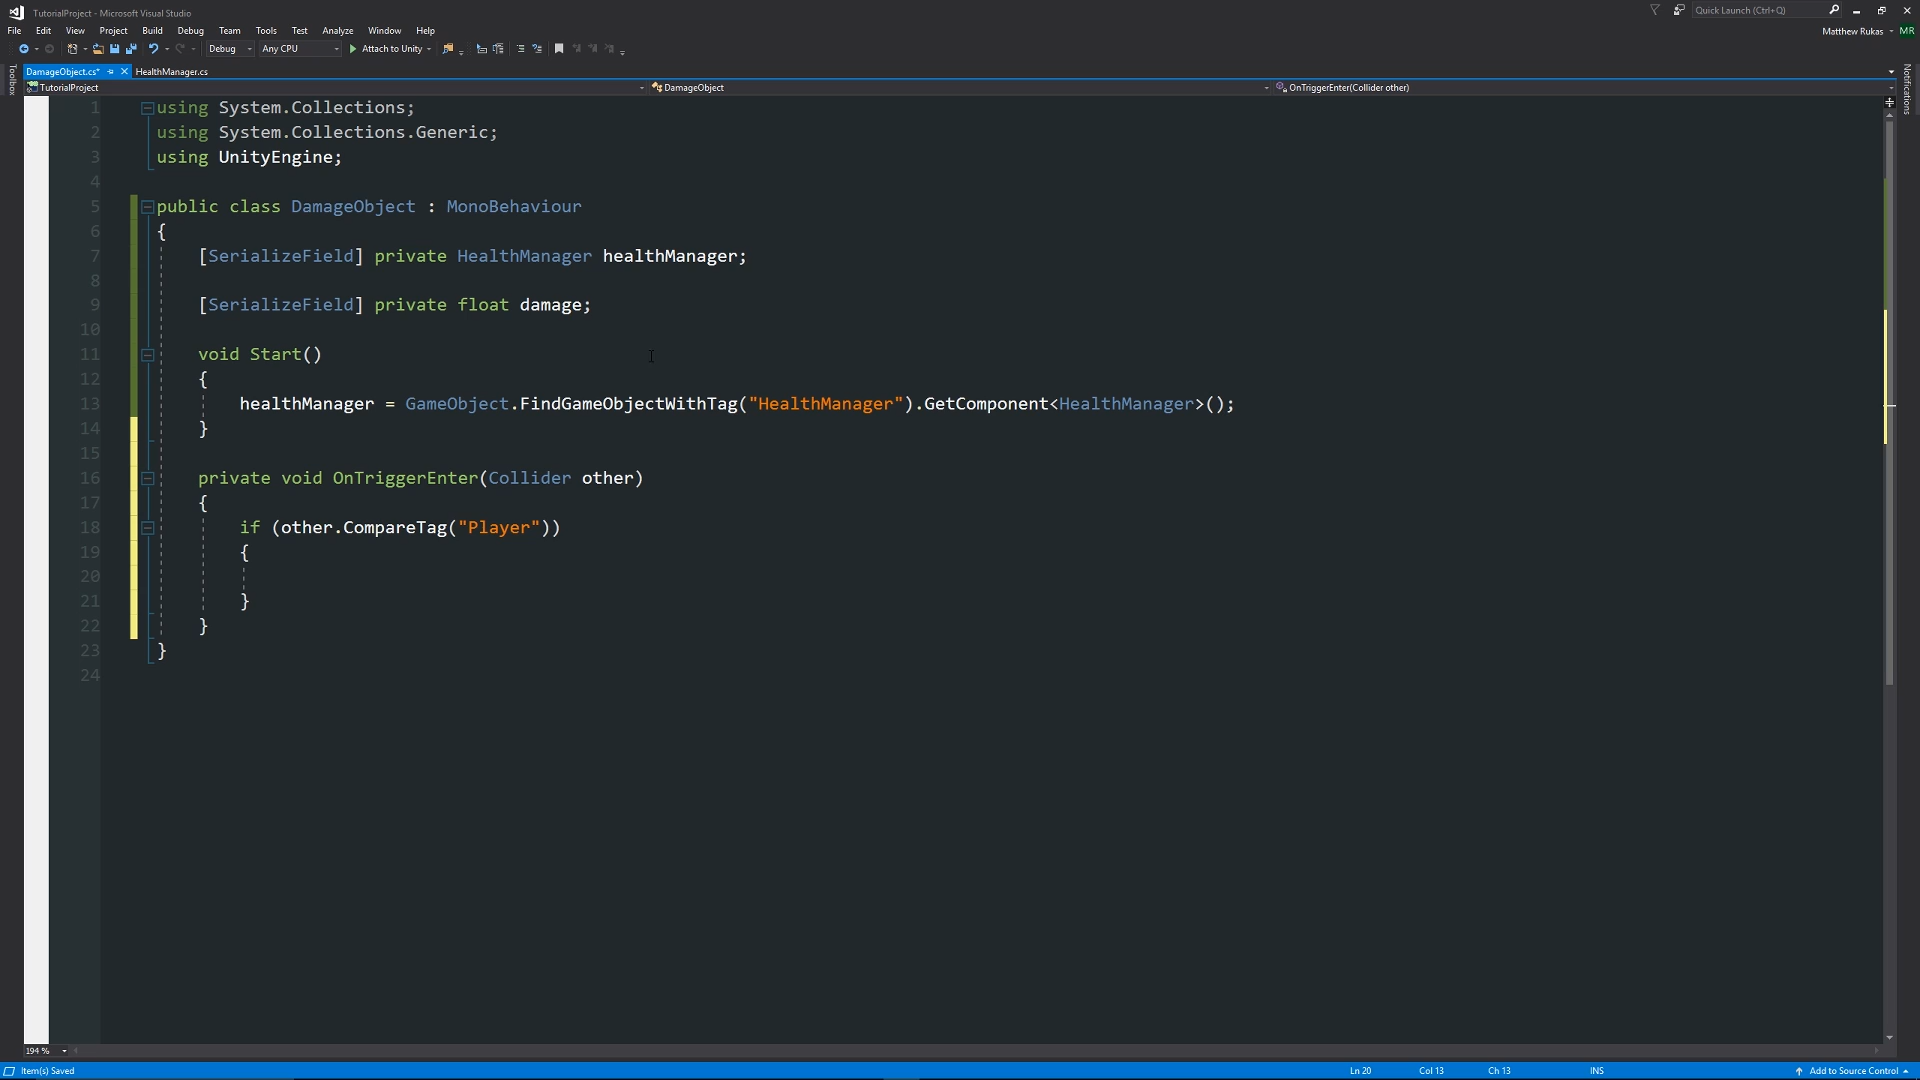 TutorialProject - Microsoft Visual Studio
Quick Launch (Ctrl+Q)
File Edit View Project Build Debug Team Tools Test Analyze Window Help
Matthew Rukas MR
Debug Any CPU Attach to Unity
Toolbox
Notifications
DamageObject.cs* HealthManager.cs
TutorialProject DamageObject OnTriggerEnter(Collider other)
1 using System.Collections;
2 using System.Collections.Generic;
3 using UnityEngine;
4
5 public class DamageObject : MonoBehaviour
6 {
7 [SerializeField] private HealthManager healthManager;
8
9 [SerializeField] private float damage;
10
11 void Start()
12 {
13 healthManager = GameObject.FindGameObjectWithTag("HealthManager").GetComponent<HealthManager>();
14 }
15
16 private void OnTriggerEnter(Collider other)
17 {
18 if (other.CompareTag("Player"))
19 {
20
21 }
22 }
23 }
24
194 %
Item(s) Saved Ln 20 Col 13 Ch 13 INS Add to Source Control